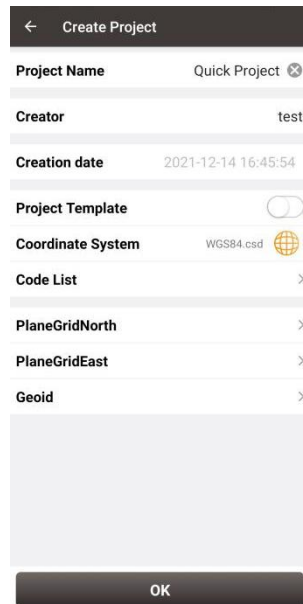 Create Project
Project Name Quick Project
Creator test
Creation date 2021-12-14 16:45:54
Project Template
Coordinate System WGS84.csd
Code List
PlaneGridNorth
PlaneGridEast
Geoid
OK